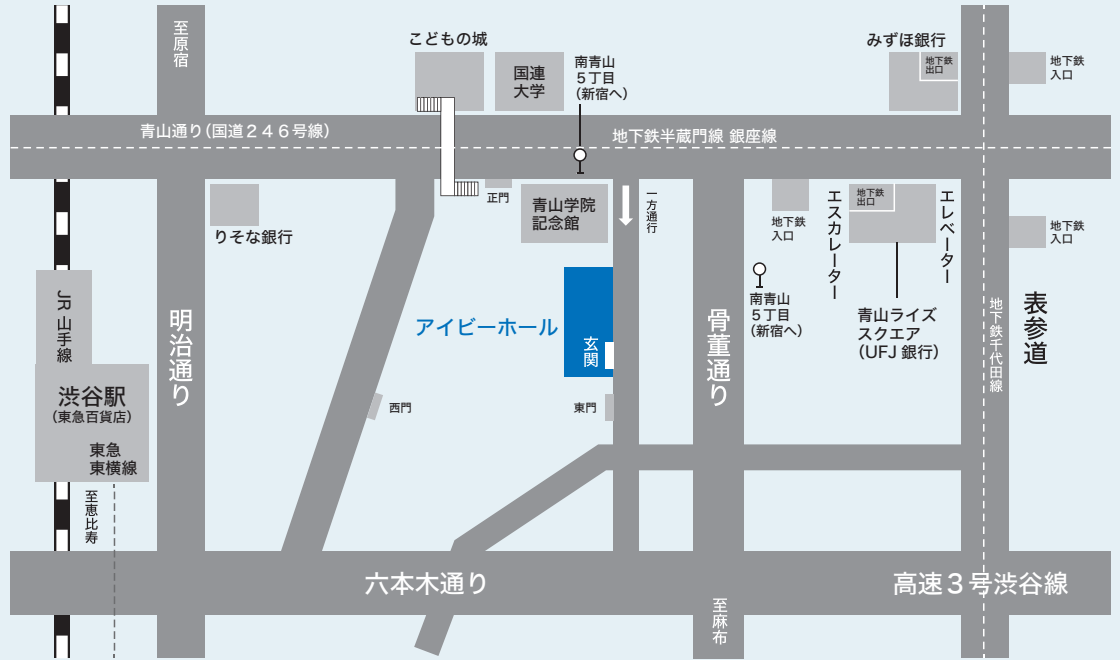 至原宿
こどもの城
国連
大学
南青山
５丁目
（新宿へ）
みずほ銀行
地下鉄
出口
地下鉄
入口
青山通り（国道２４６号線）
地下鉄半蔵門線 銀座線
りそな銀行
正門
青山学院
記念館
一方通行
地下鉄
入口
エスカレーター
地下鉄
出口
エレベーター
地下鉄
入口
JR 山手線
明治通り
アイビーホール
玄関
骨董通り
南青山
５丁目
（新宿へ）
青山ライズ
スクエア
（UFJ 銀行）
地下鉄千代田線
表参道
渋谷駅
（東急百貨店）
東急
東横線
西門
東門
至恵比寿
六本木通り
高速３号渋谷線
至麻布